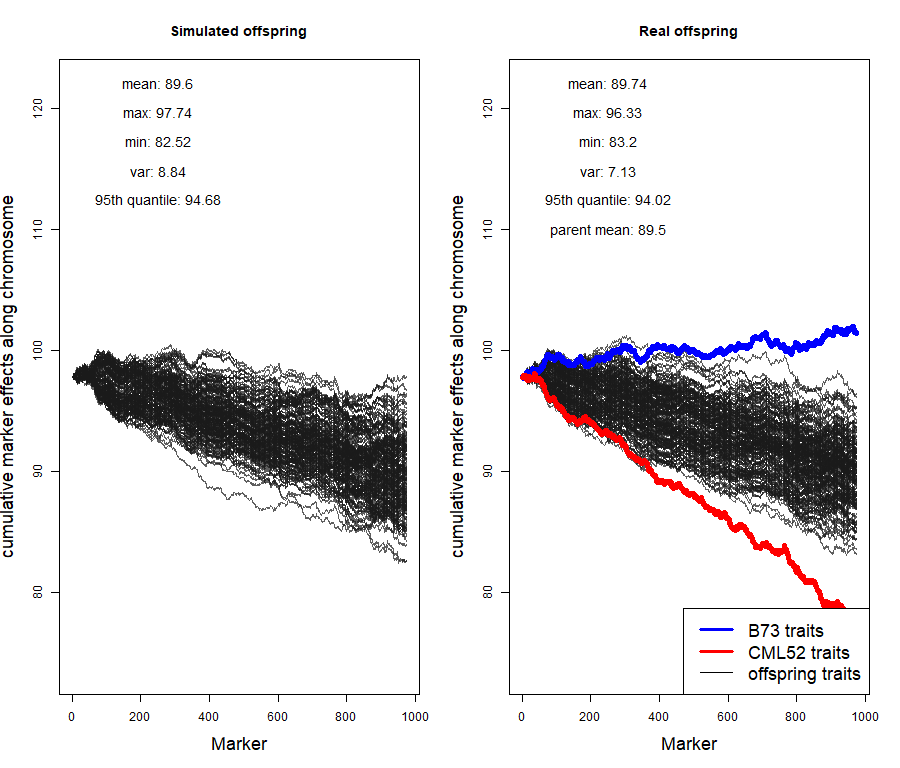 Simulated offspring
mean: 89.6
max: 97.74
min: 82.52
var: 8.84
95th quantile: 94.68
cumulative marker effects along chromosome
120
110
100
90
80
0 200 400 600 800 1000
Marker
Real offspring
mean: 89.74
max: 96.33
min: 83.2
var: 7.13
95th quantile: 94.02
parent mean: 89.5
cumulative marker effects along chromosome
120
110
100
90
80
B73 traits
CML52 traits
offspring traits
0 200 400 600 800 1000
Marker